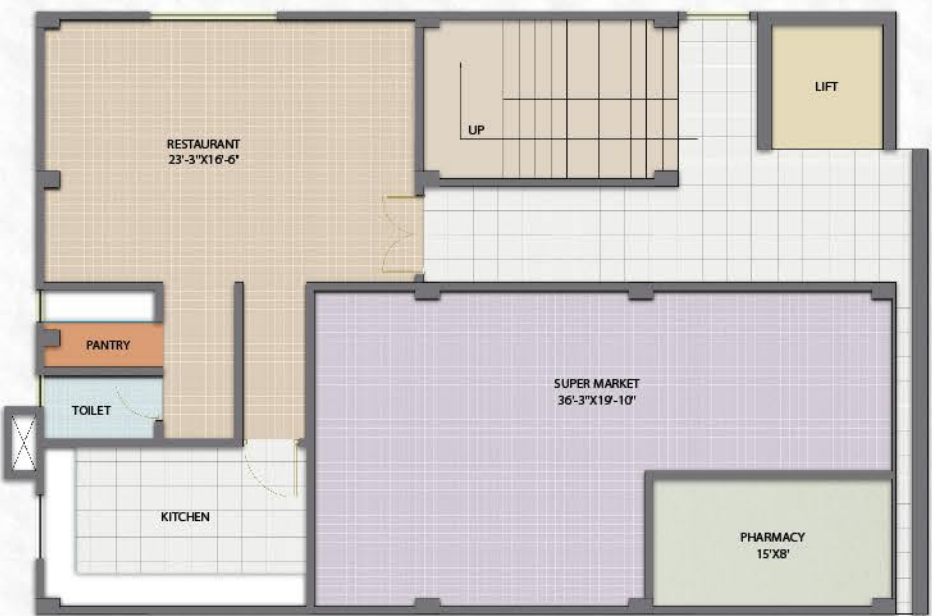 LIFT
UP
RESTAURANT
23'-3"X16'-6"
PANTRY
TOILET
SUPER MARKET
36'-3"X19'-10"
KITCHEN
PHARMACY
15'X8'